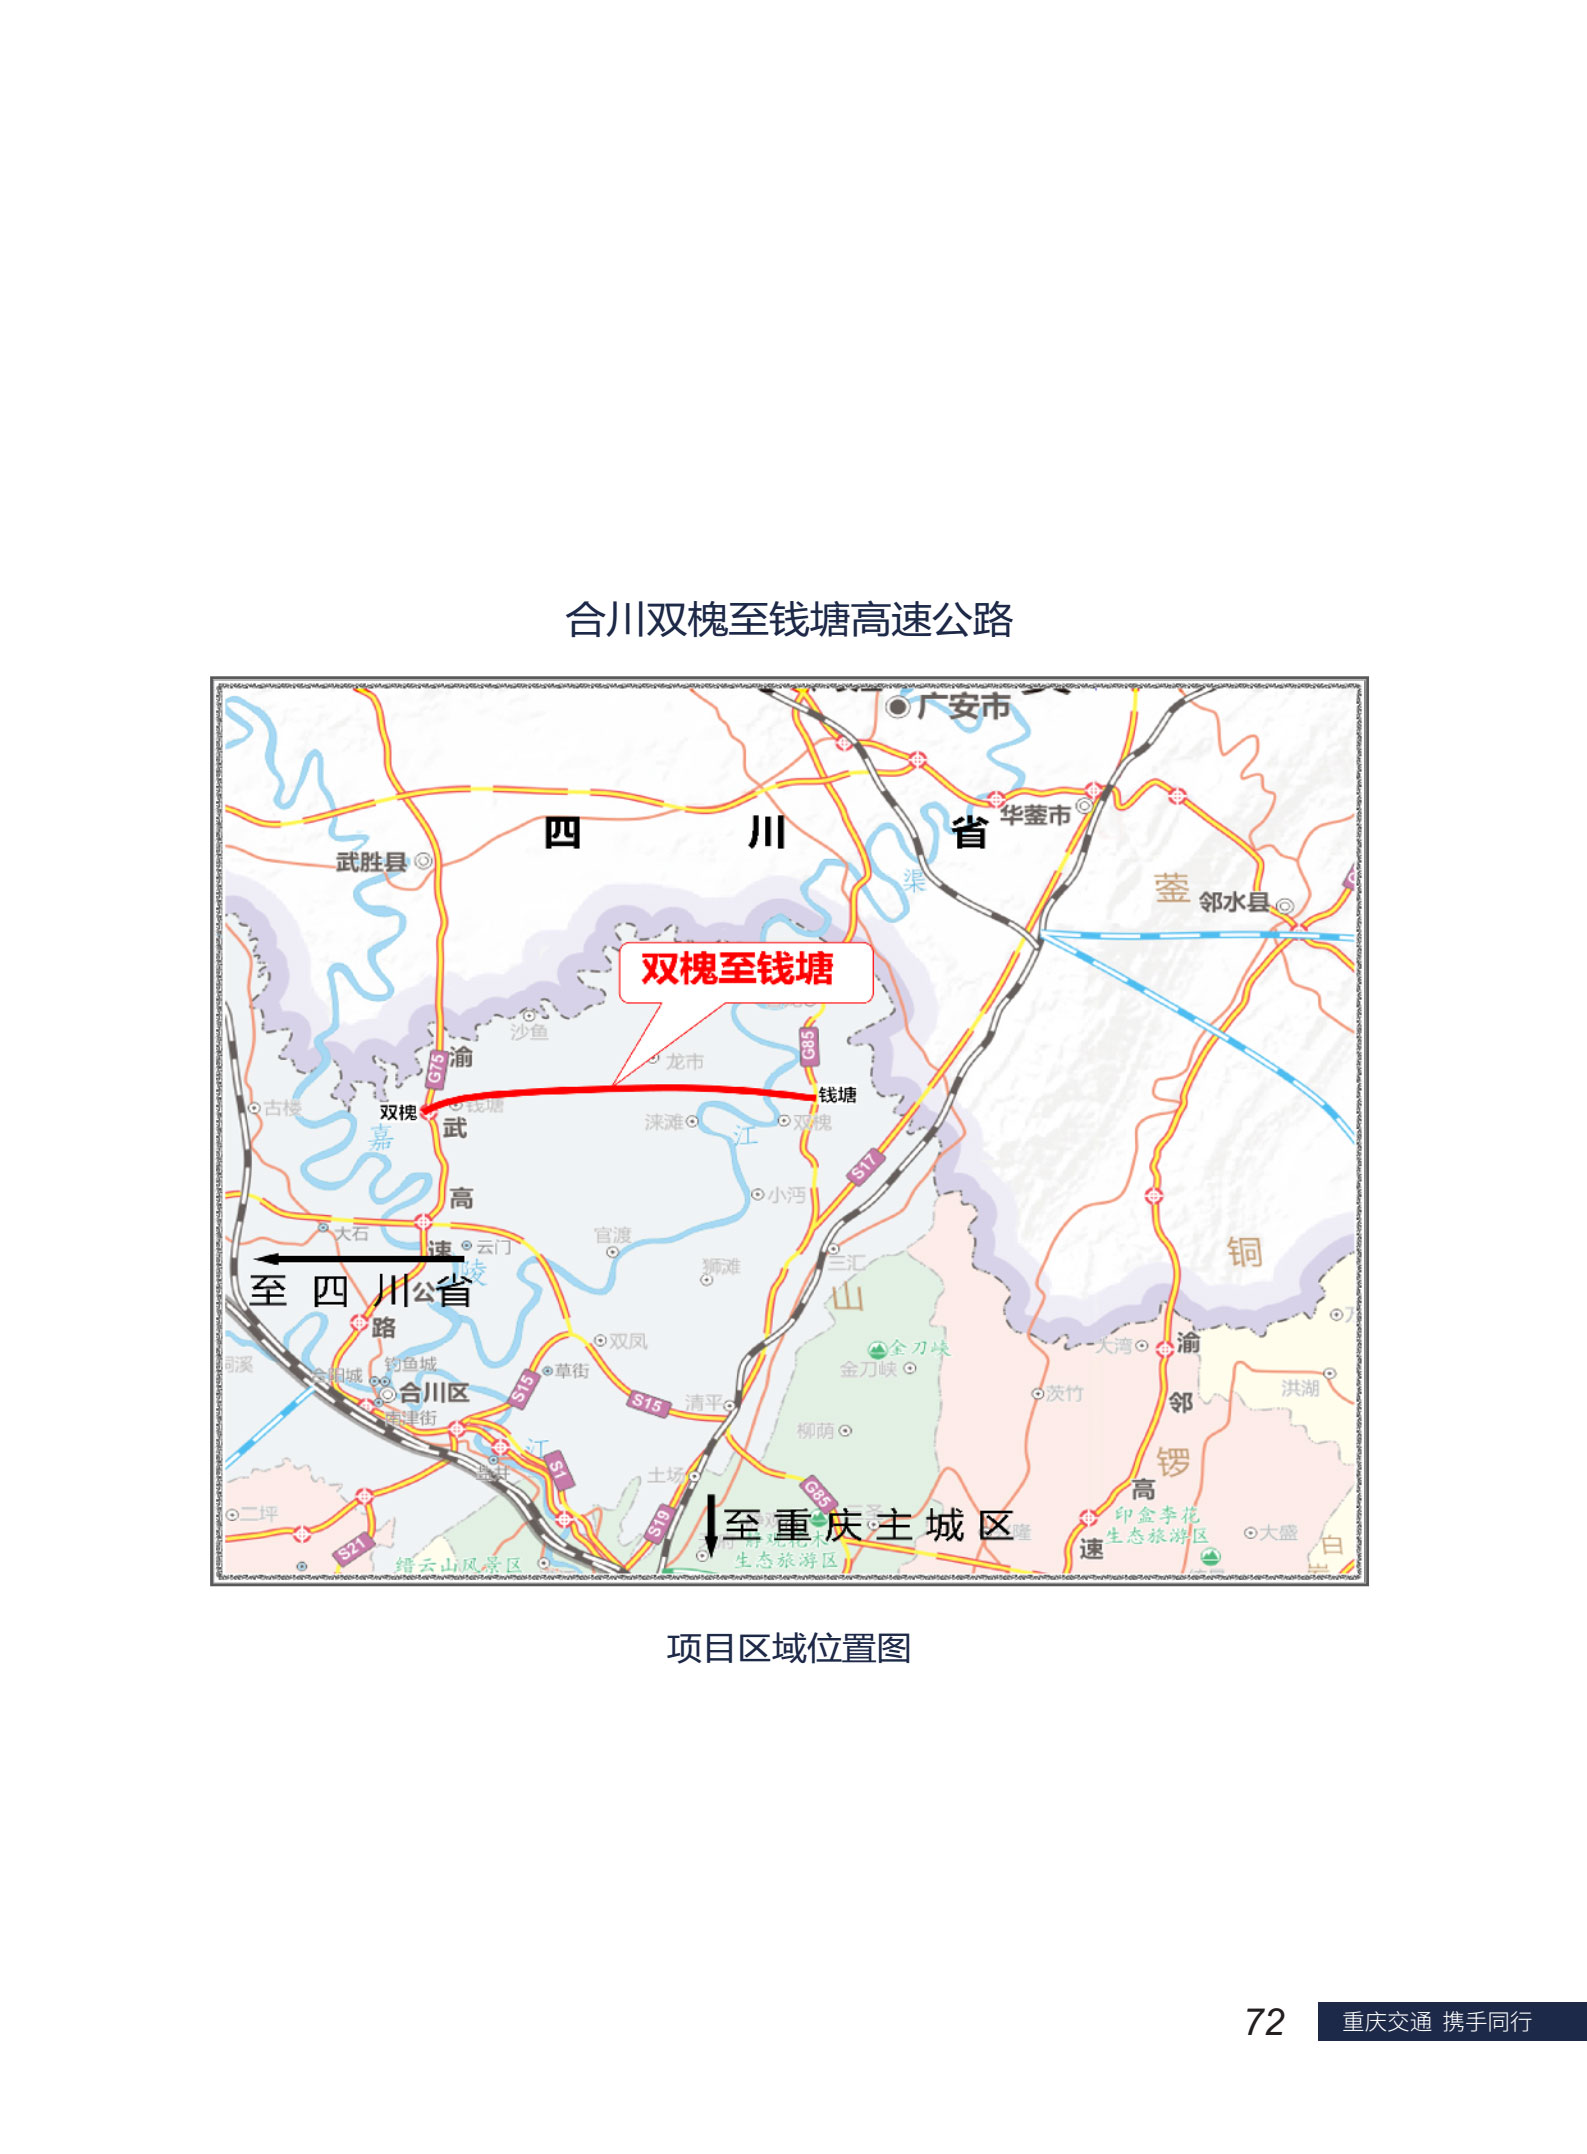 合川双槐至钱塘高速公路
广安市
华蓥市
四 川 省
武胜县
渠
蓥
邻水县
双槐至钱塘
沙鱼
G75
渝
龙市
G85
钱塘
双槐
钱塘
古楼
嘉
武
涞滩
江
双槐
S17
高
小沔
大石
官渡
速
云门
三汇
铜
至 四 川 省
公
陵
狮滩
山
路
双凤
金刀峡
金刀峡
大湾
渝
钓鱼城
草街
合川区
S15
S15
清平
茨竹
洪湖
邻
南津街
柳荫
江
S1
土场
G85
锣
高
二坪
S19
至重庆主城区
印盒李花
生态旅游区
大盛
S21
速
白
缙云山风景区
生态旅游区
项目区域位置图
72
重庆交通 携手同行